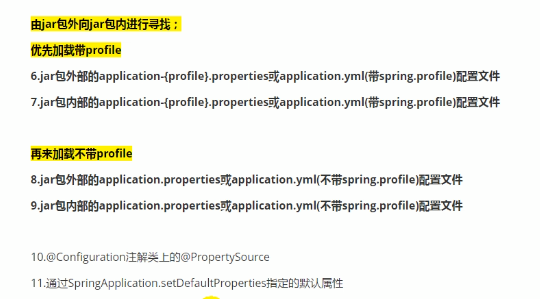 由jar包外向jar包内进行寻找；
优先加载带profile
6.jar包外部的application-{profile}.properties或application.yml(带spring.profile)配置文件
7.jar包内部的application-{profile}.properties或application.yml(带spring.profile)配置文件
再来加载不带profile
8.jar包外部的application.properties或application.yml(不带spring.profile)配置文件
9.jar包内部的application.properties或application.yml(不带spring.profile)配置文件
10.@Configuration注解类上的@PropertySource
11.通过SpringApplication.setDefaultProperties指定的默认属性